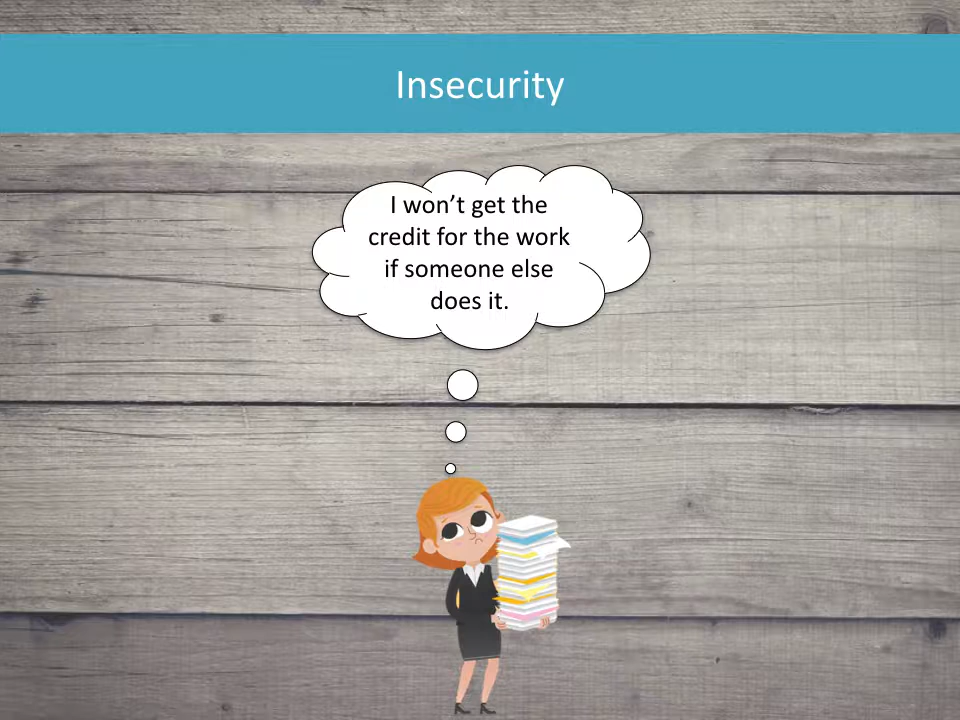 Insecurity
I won’t get the
credit for the work
if someone else
does it.